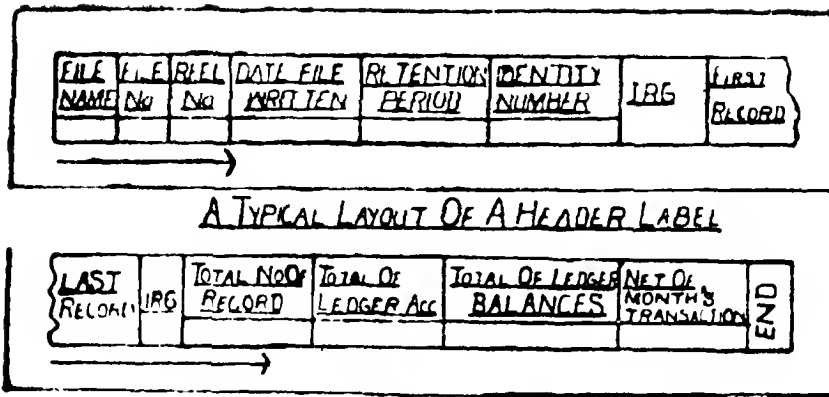 FILE NAME
FILE No
REEL No
DATE FILE WRITTEN
RETENTION PERIOD
IDENTITY NUMBER
IRG
FIRST RECORD
A TYPICAL LAYOUT OF A HEADER LABEL
LAST RECORD
IRG
TOTAL NO OF RECORD
TOTAL OF LEDGER ACC
TOTAL OF LEDGER BALANCES
NET OF MONTH'S TRANSACTION
END